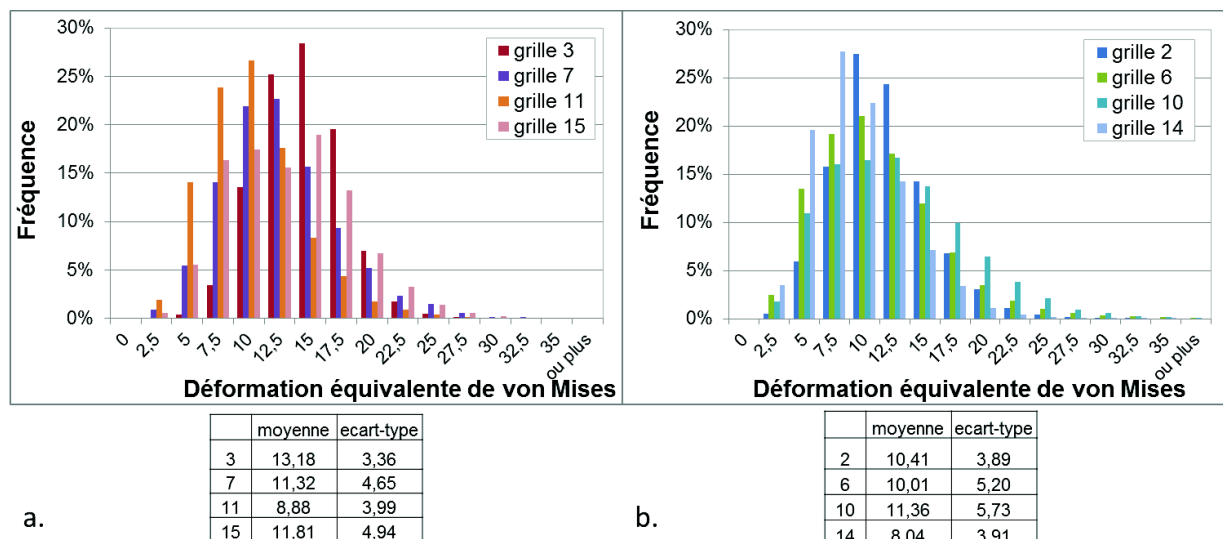 30%
25%
20%
15%
10%
5%
0%
Fréquence
grille 3
grille 7
grille 11
grille 15
0
2,5
5
7,5
10
12,5
15
17,5
20
22,5
25
27,5
30
32,5
35
ou plus
Déformation équivalente de von Mises
30%
25%
20%
15%
10%
5%
0%
Fréquence
grille 2
grille 6
grille 10
grille 14
0
2,5
5
7,5
10
12,5
15
17,5
20
22,5
25
27,5
30
32,5
35
ou plus
Déformation équivalente de von Mises
moyenne ecart-type
3 13,18 3,36
7 11,32 4,65
11 8,88 3,99
15 11,81 4,94
a.
moyenne ecart-type
2 10,41 3,89
6 10,01 5,20
10 11,36 5,73
14 8,04 3,91
b.